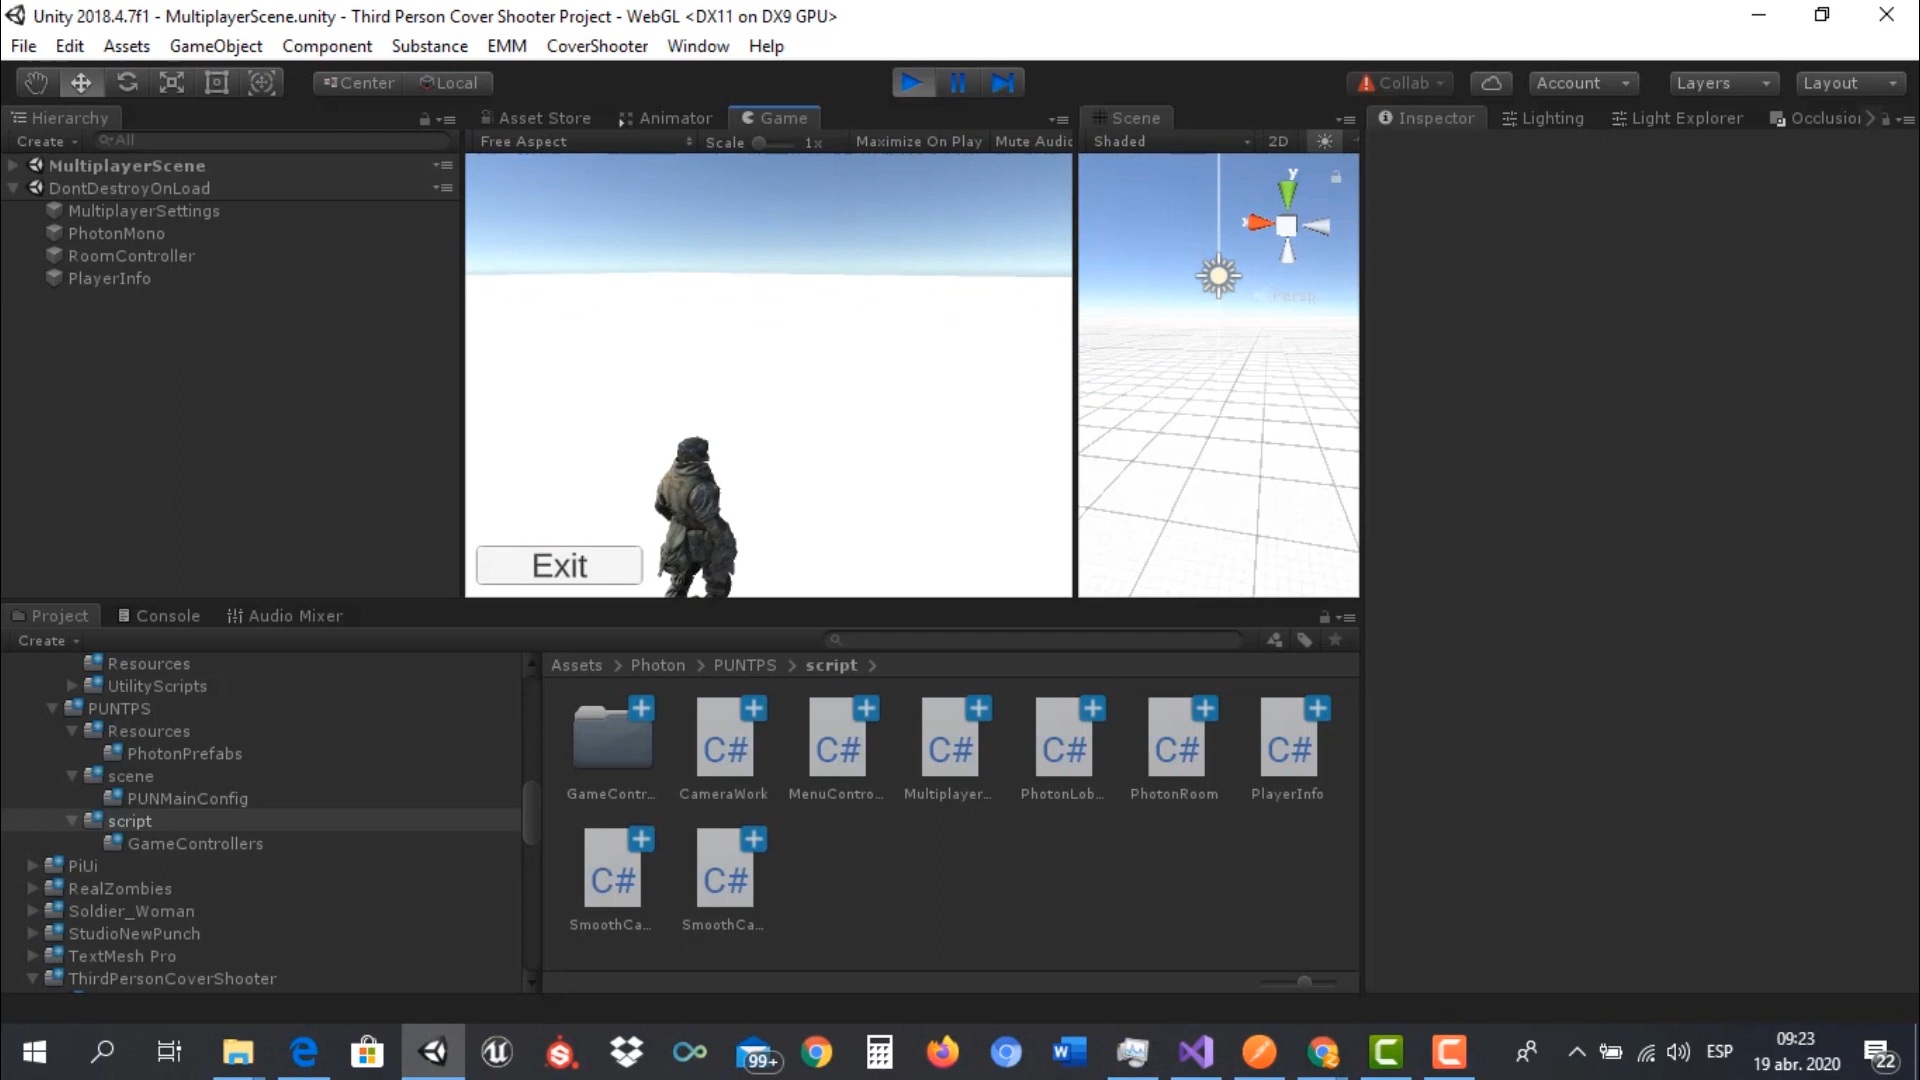 Unity 2018.4.7f1 - MultiplayerScene.unity - Third Person Cover Shooter Project - WebGL <DX11 on DX9 GPU>
File Edit Assets GameObject Component Substance EMM CoverShooter Window Help
Center Local Collab Account Layers Layout
Hierarchy Asset Store Animator Game Scene Inspector Lighting Light Explorer Occlusion
Create All Free Aspect Scale 1x Maximize On Play Mute Audio Shaded 2D
MultiplayerScene
DontDestroyOnLoad
MultiplayerSettings
PhotonMono
RoomController
PlayerInfo
y
x
Persp
Exit
Project Console Audio Mixer
Create
Resources
UtilityScripts
PUNTPS
Resources
PhotonPrefabs
scene
PUNMainConfig
script
GameControllers
PiUi
RealZombies
Soldier_Woman
StudioNewPunch
TextMesh Pro
ThirdPersonCoverShooter
Assets > Photon > PUNTPS > script >
C# C# C# C# C# C#
GameContr... CameraWork MenuContro... Multiplayer... PhotonLob... PhotonRoom PlayerInfo
C# C#
SmoothCa... SmoothCa...
99+
ESP
09:23
19 abr. 2020
22